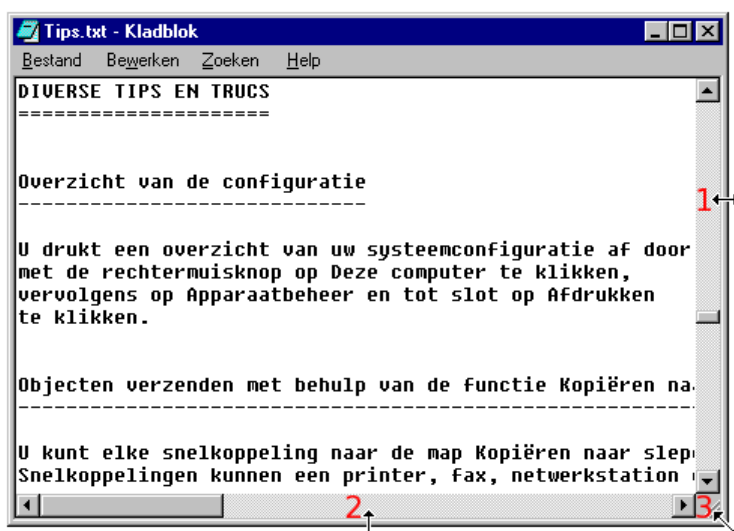 Tips.txt - Kladblok
Bestand Bewerken Zoeken Help
DIVERSE TIPS EN TRUCS
=====================
Overzicht van de configuratie
-----------------------------
U drukt een overzicht van uw systeemconfiguratie af door
met de rechtermuisknop op Deze computer te klikken,
vervolgens op Apparaatbeheer en tot slot op Afdrukken
te klikken.
Objecten verzenden met behulp van de functie Kopiëren na
--------------------------------------------------------
U kunt elke snelkoppeling naar de map Kopiëren naar slep
Snelkoppelingen kunnen een printer, fax, netwerkstation
1
2
3